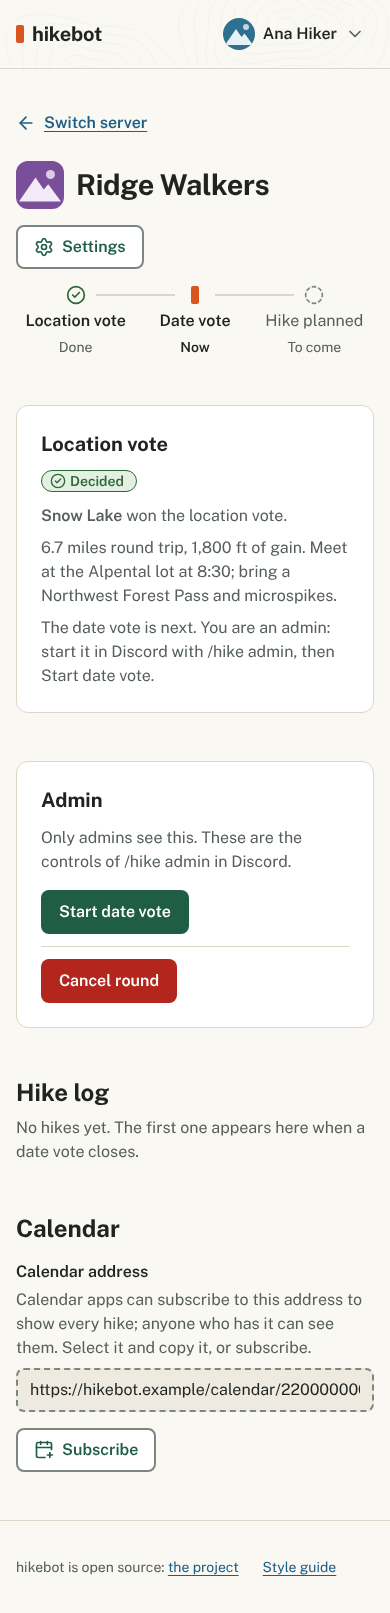 hikebot
Ana Hiker
Switch server
Ridge Walkers
Settings
Location vote
Done
Date vote
Now
Hike planned
To come
Location vote
Decided
Snow Lake won the location vote.
6.7 miles round trip, 1,800 ft of gain. Meet
at the Alpental lot at 8:30; bring a
Northwest Forest Pass and microspikes.
The date vote is next. You are an admin:
start it in Discord with /hike admin, then
Start date vote.
Admin
Only admins see this. These are the
controls of /hike admin in Discord.
Start date vote
Cancel round
Hike log
No hikes yet. The first one appears here when a
date vote closes.
Calendar
Calendar address
Calendar apps can subscribe to this address to
show every hike; anyone who has it can see
them. Select it and copy it, or subscribe.
https://hikebot.example/calendar/220000000
Subscribe
hikebot is open source: the project
Style guide